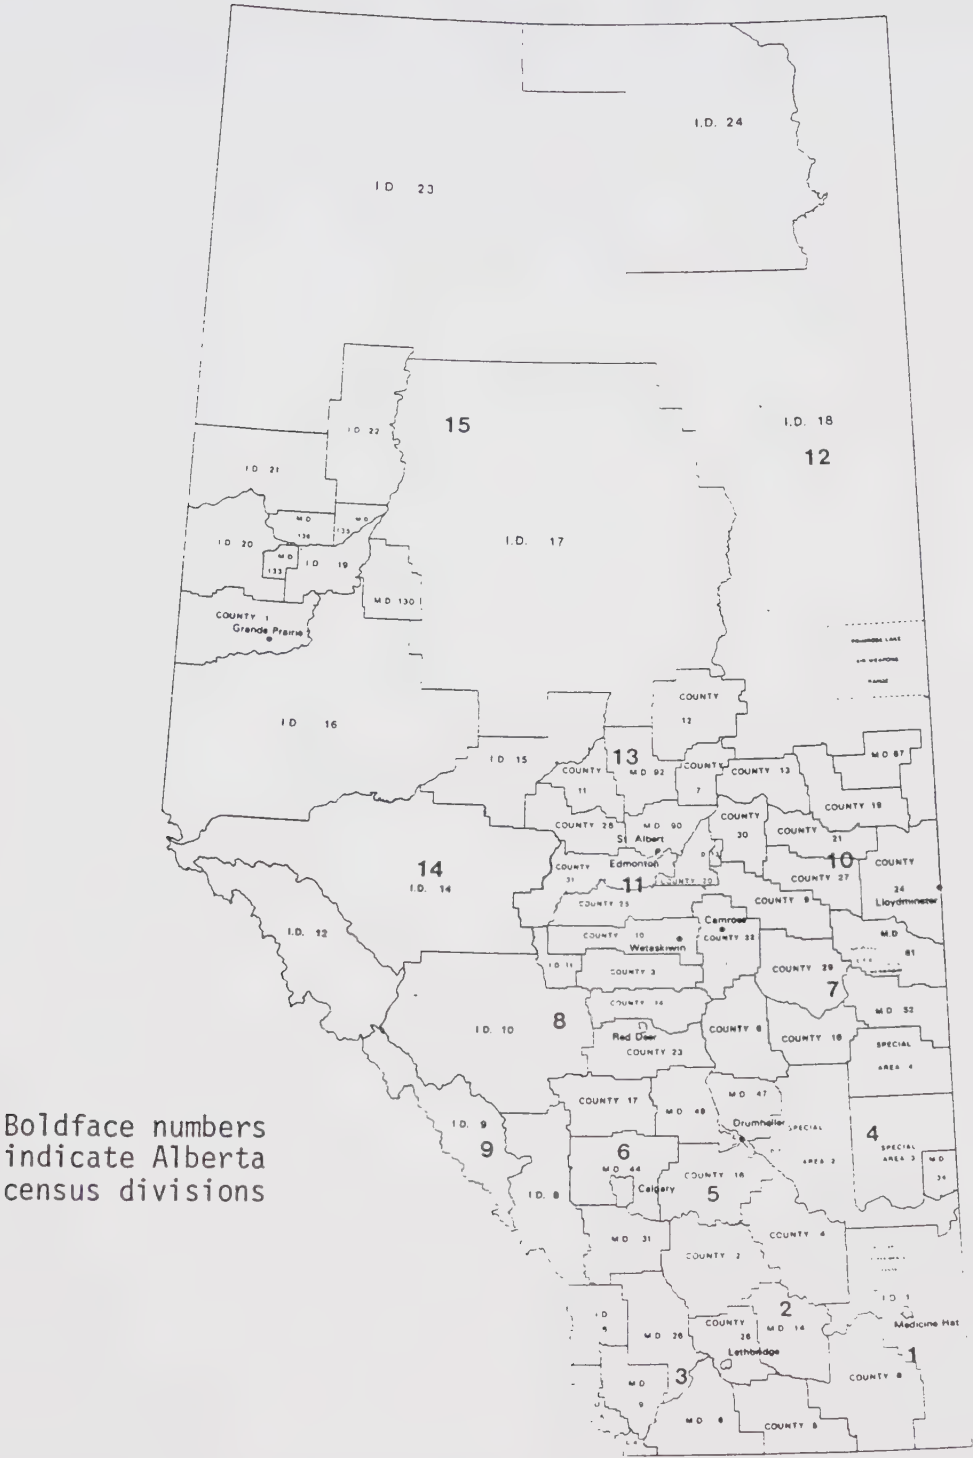 I.D. 24
I D 23
I.D. 18
12
15
I D 22
I D 21
M D
136
M D
135
I D 20
M D
133
I D 19
I.D. 17
M D 130
COUNTY 1
Grande Prairie
PRIMROSE LAKE
AIR WEAPONS
RANGE
COUNTY
12
I.D 16
13
I D 15
M D 87
COUNTY
11
M D 92
COUNTY
7
COUNTY 13
COUNTY 19
COUNTY
30
COUNTY 28
M D 90
COUNTY 21
St Albert
Edmonton
14
I.D. 14
COUNTY
31
11
COUNTY 20
10
COUNTY 27
COUNTY
24
Lloydminster
COUNTY 25
COUNTY 9
I.D. 12
COUNTY 10
Camrose
COUNTY 22
Wetaskiwin
M.D
61
I D 11
COUNTY 3
COUNTY 29
7
COUNTY 14
M D 52
I.D. 10
8
Red Deer
COUNTY 23
COUNTY 6
COUNTY 18
SPECIAL
AREA 4
COUNTY 17
M D 48
M D 47
Drumheller
SPECIAL
AREA 2
4
SPECIAL
AREA 3
M D
34
Boldface numbers
indicate Alberta
census divisions
I.D. 9
9
6
M D 44
Calgary
COUNTY 16
5
I D. 8
M D 31
COUNTY 2
COUNTY 4
I D 1
2
M D 14
Medicine Hat
I D
5
M D 26
COUNTY
26
Lethbridge
1
COUNTY 8
3
M D
9
M D 6
COUNTY 5